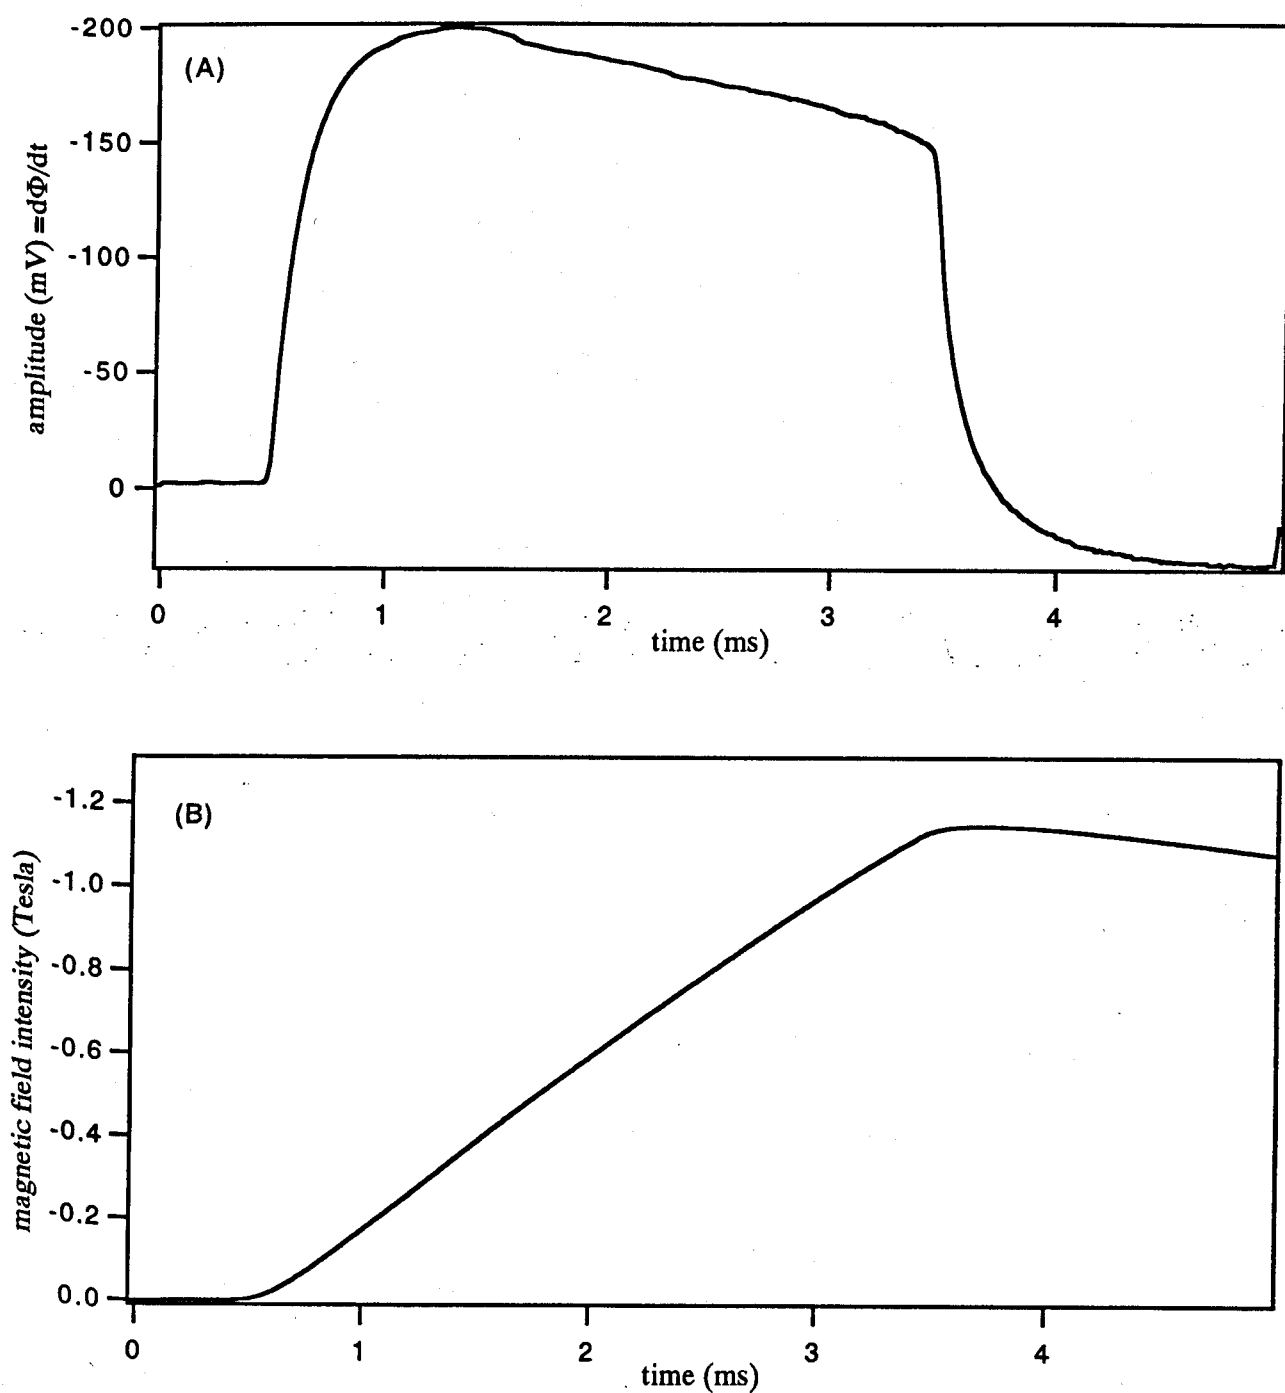 (A)
amplitude (mV) =dΦ/dt
-200
-150
-100
-50
0
0 1 2 3 4
time (ms)
(B)
magnetic field intensity (Tesla)
-1.2
-1.0
-0.8
-0.6
-0.4
-0.2
0.0
0 1 2 3 4
time (ms)